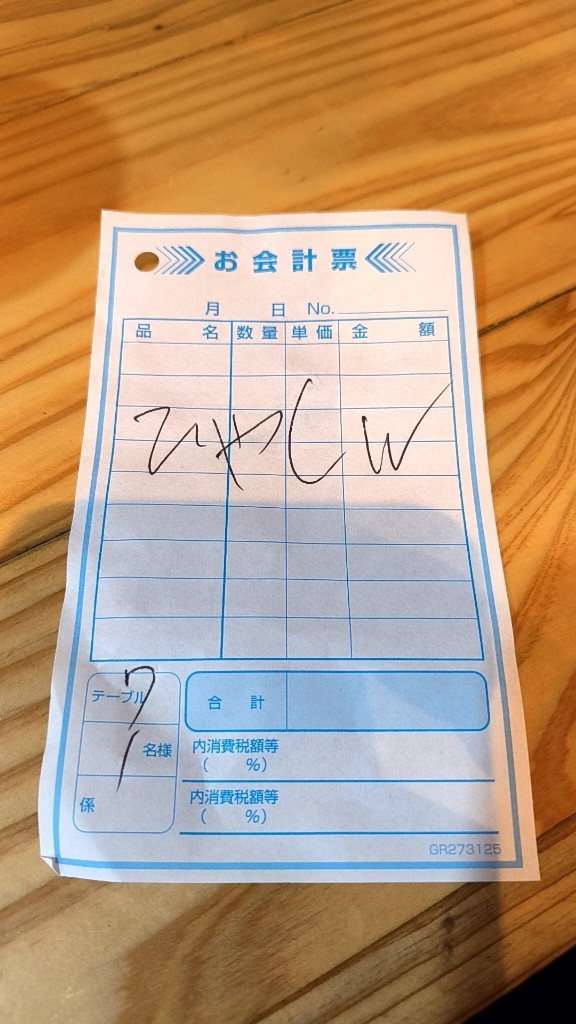 お会計票
月 日 No.
品名 数量 単価 金額
ひやしW
テーブル 7
1 名様
係
合計
内消費税額等
( %)
内消費税額等
( %)
GR273125